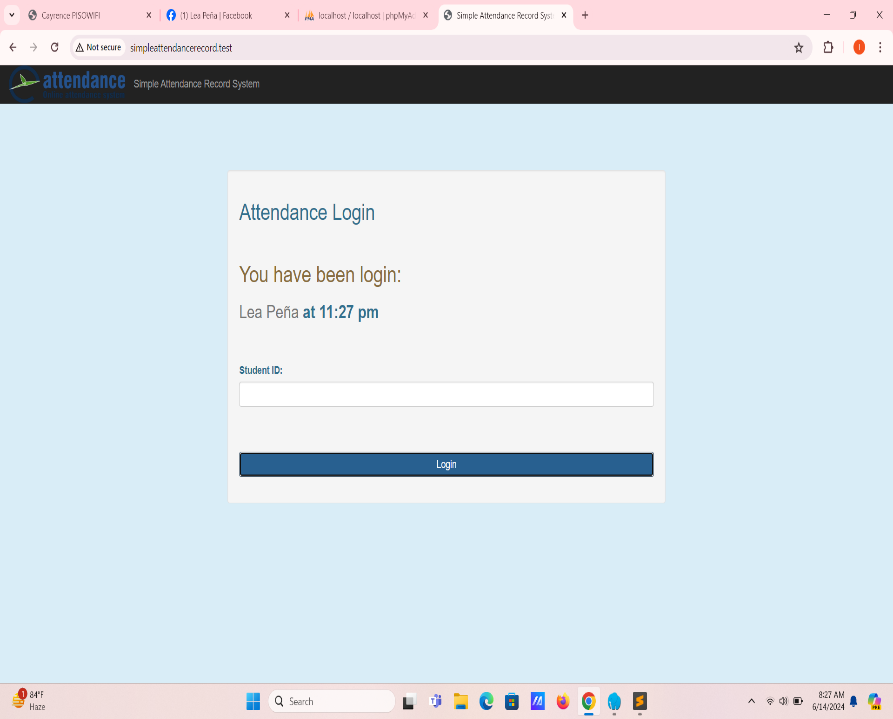 Cayrence PISOWIFI
(1) Lea Peña | Facebook
localhost / localhost | phpMyA
Simple Attendance Record Syst
Not secure
simpleattendancerecord.test
attendance
Simple Attendance Record System
Attendance Login
You have been login:
Lea Peña at 11:27 pm
Student ID:
Login
1
84°F
Haze
Search
8:27 AM
6/14/2024